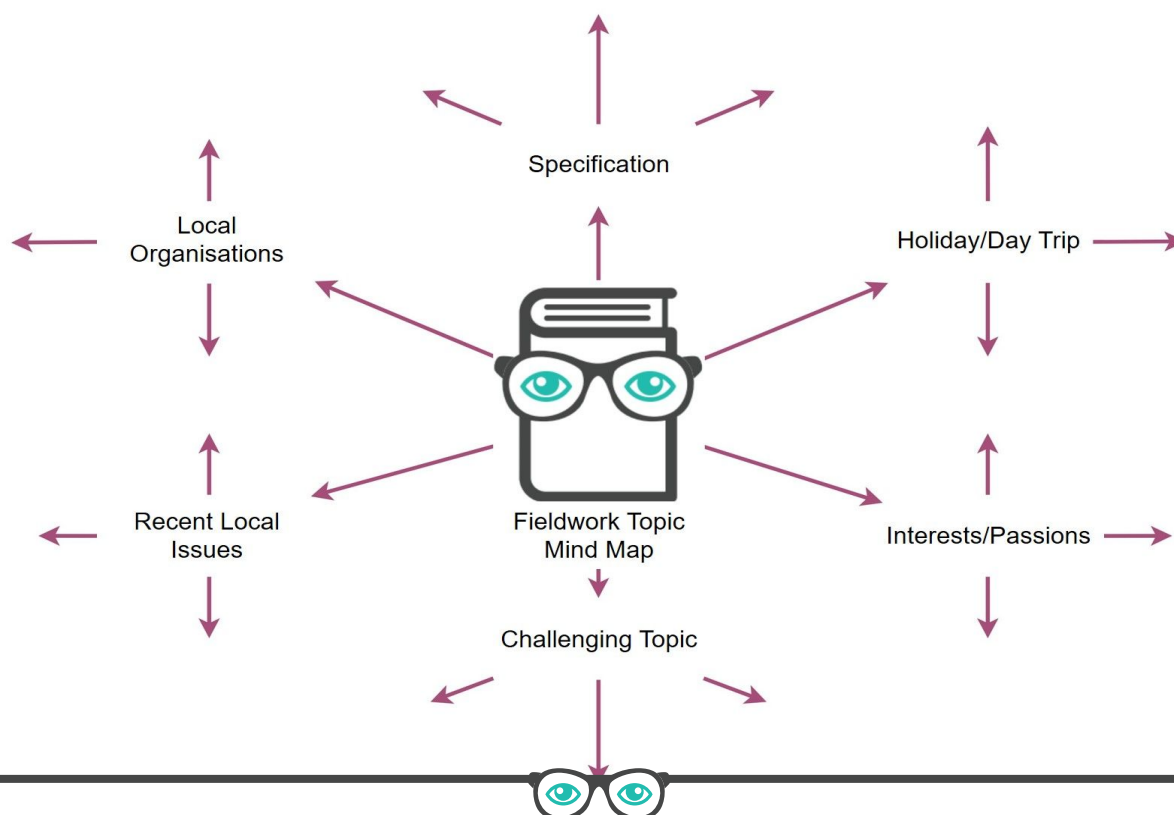 Specification
Local
Organisations
Holiday/Day Trip
Recent Local
Issues
Fieldwork Topic
Mind Map
Interests/Passions
Challenging Topic